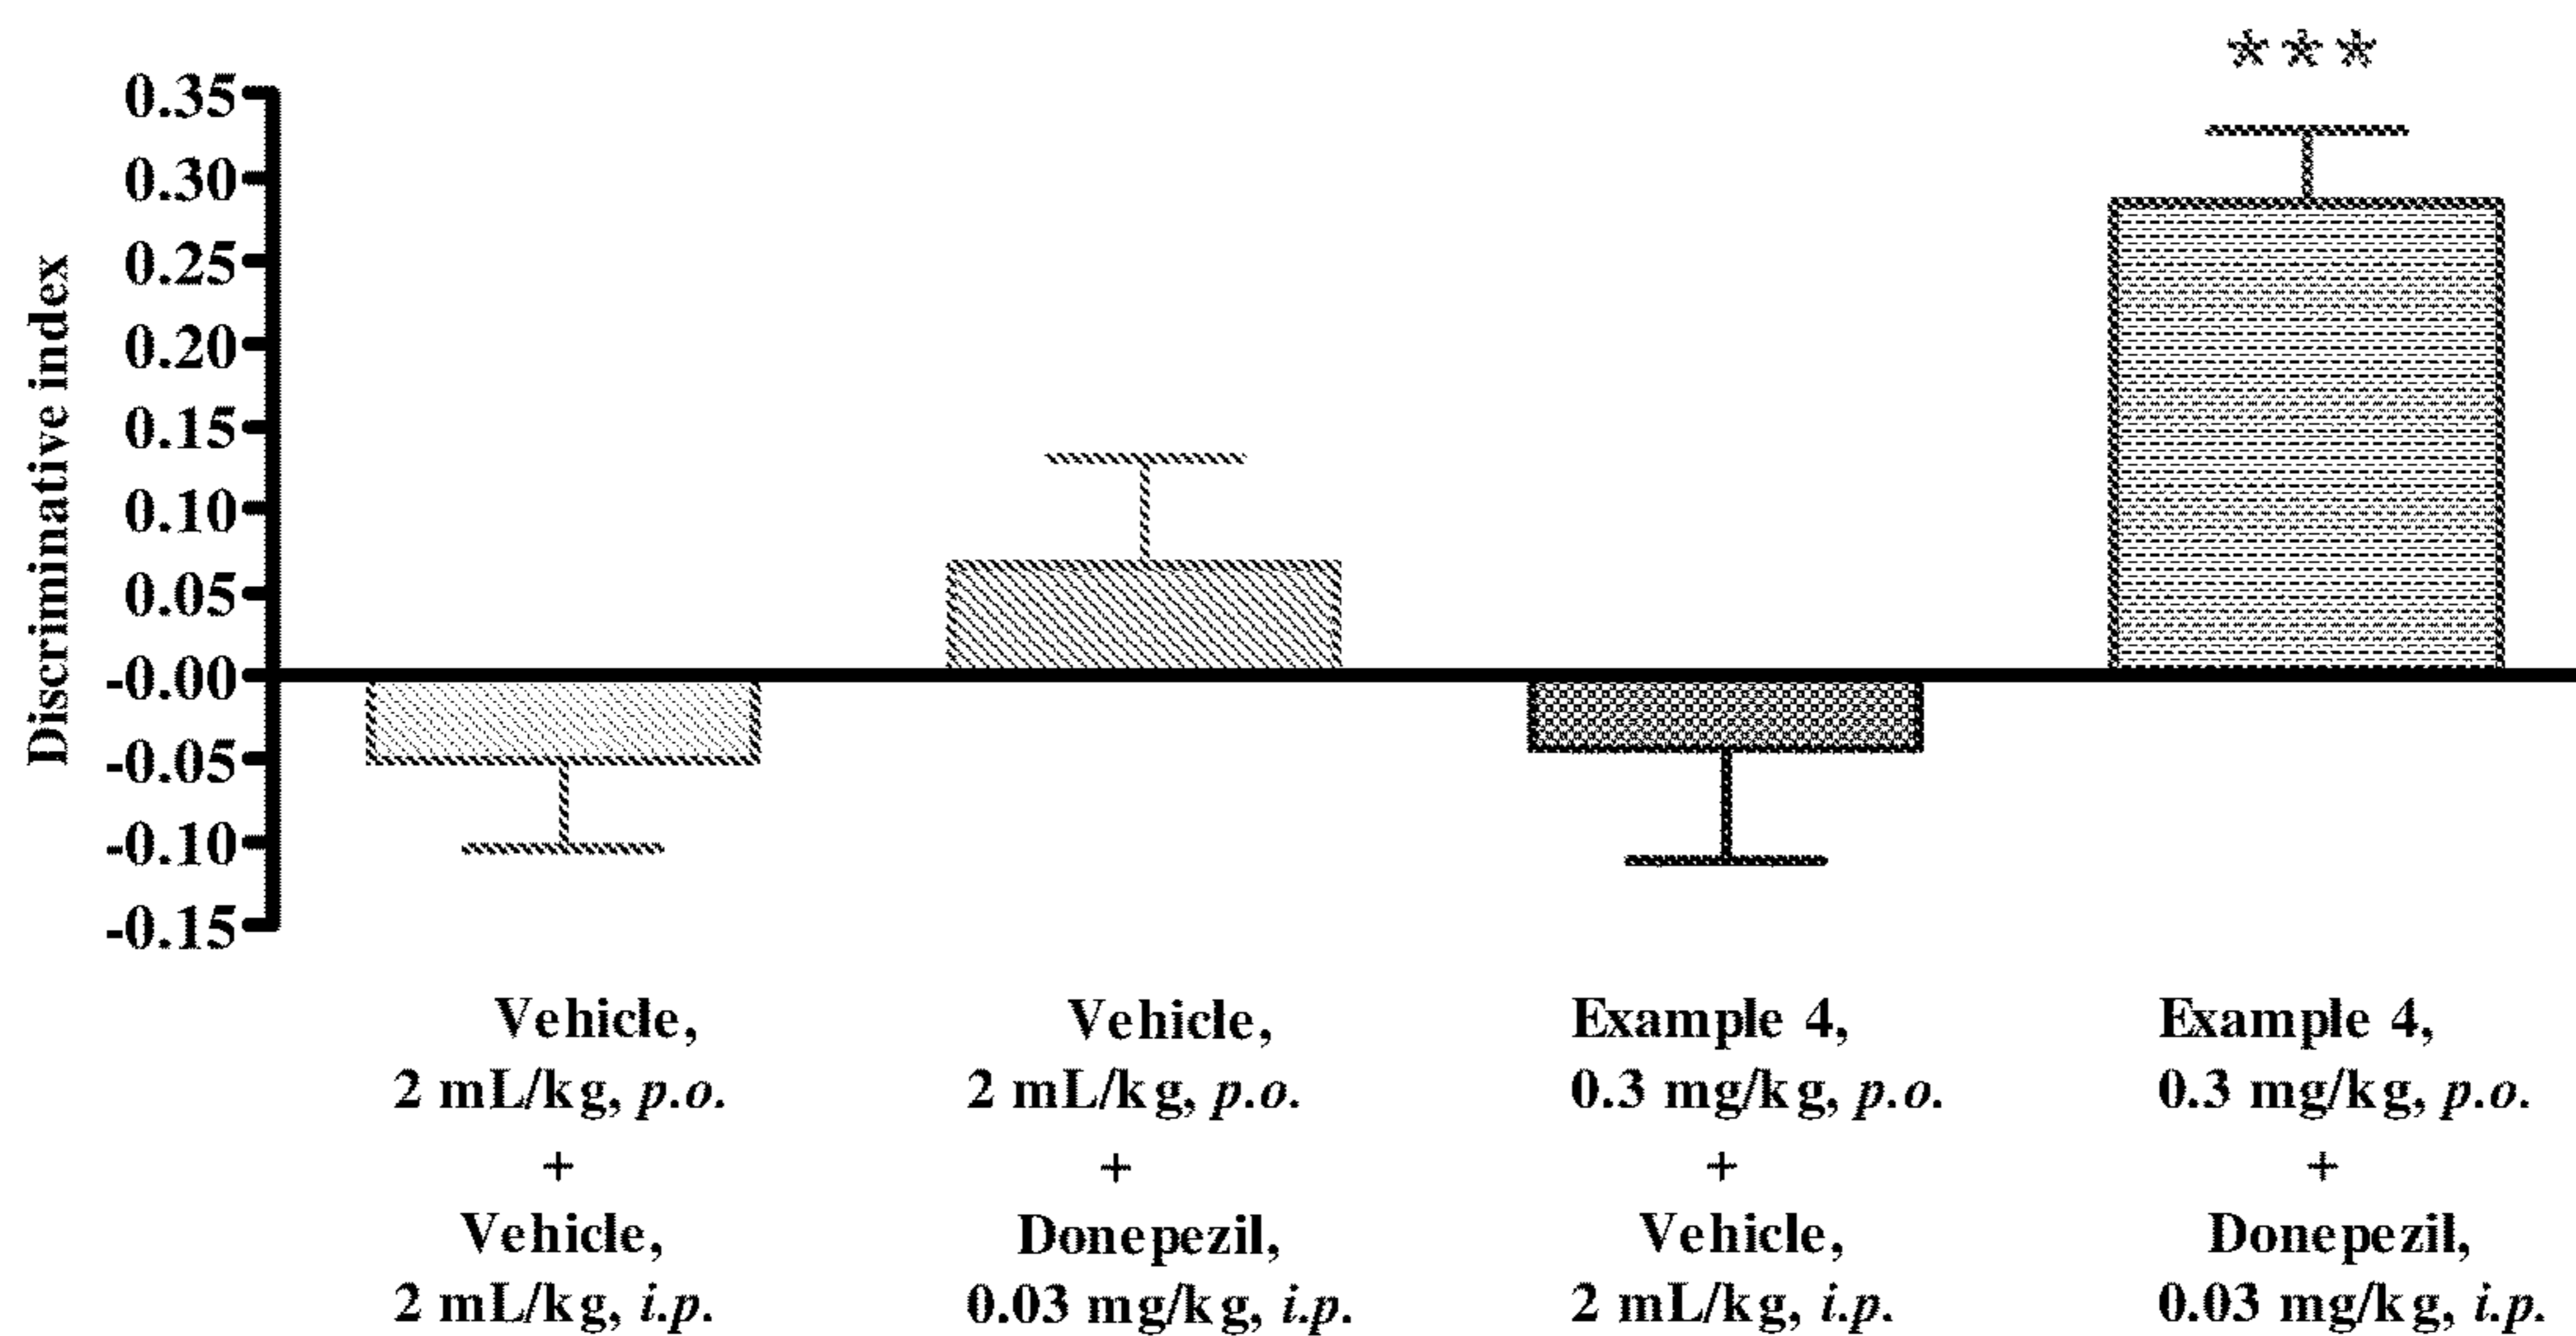 ***
0.35
0.30
0.25
0.20
0.15
0.10
0.05
-0.00
-0.05
-0.10
-0.15
Discriminative index
Vehicle,
2 mL/kg, p.o.
+
Vehicle,
2 mL/kg, i.p.
Vehicle,
2 mL/kg, p.o.
+
Donepezil,
0.03 mg/kg, i.p.
Example 4,
0.3 mg/kg, p.o.
+
Vehicle,
2 mL/kg, i.p.
Example 4,
0.3 mg/kg, p.o.
+
Donepezil,
0.03 mg/kg, i.p.